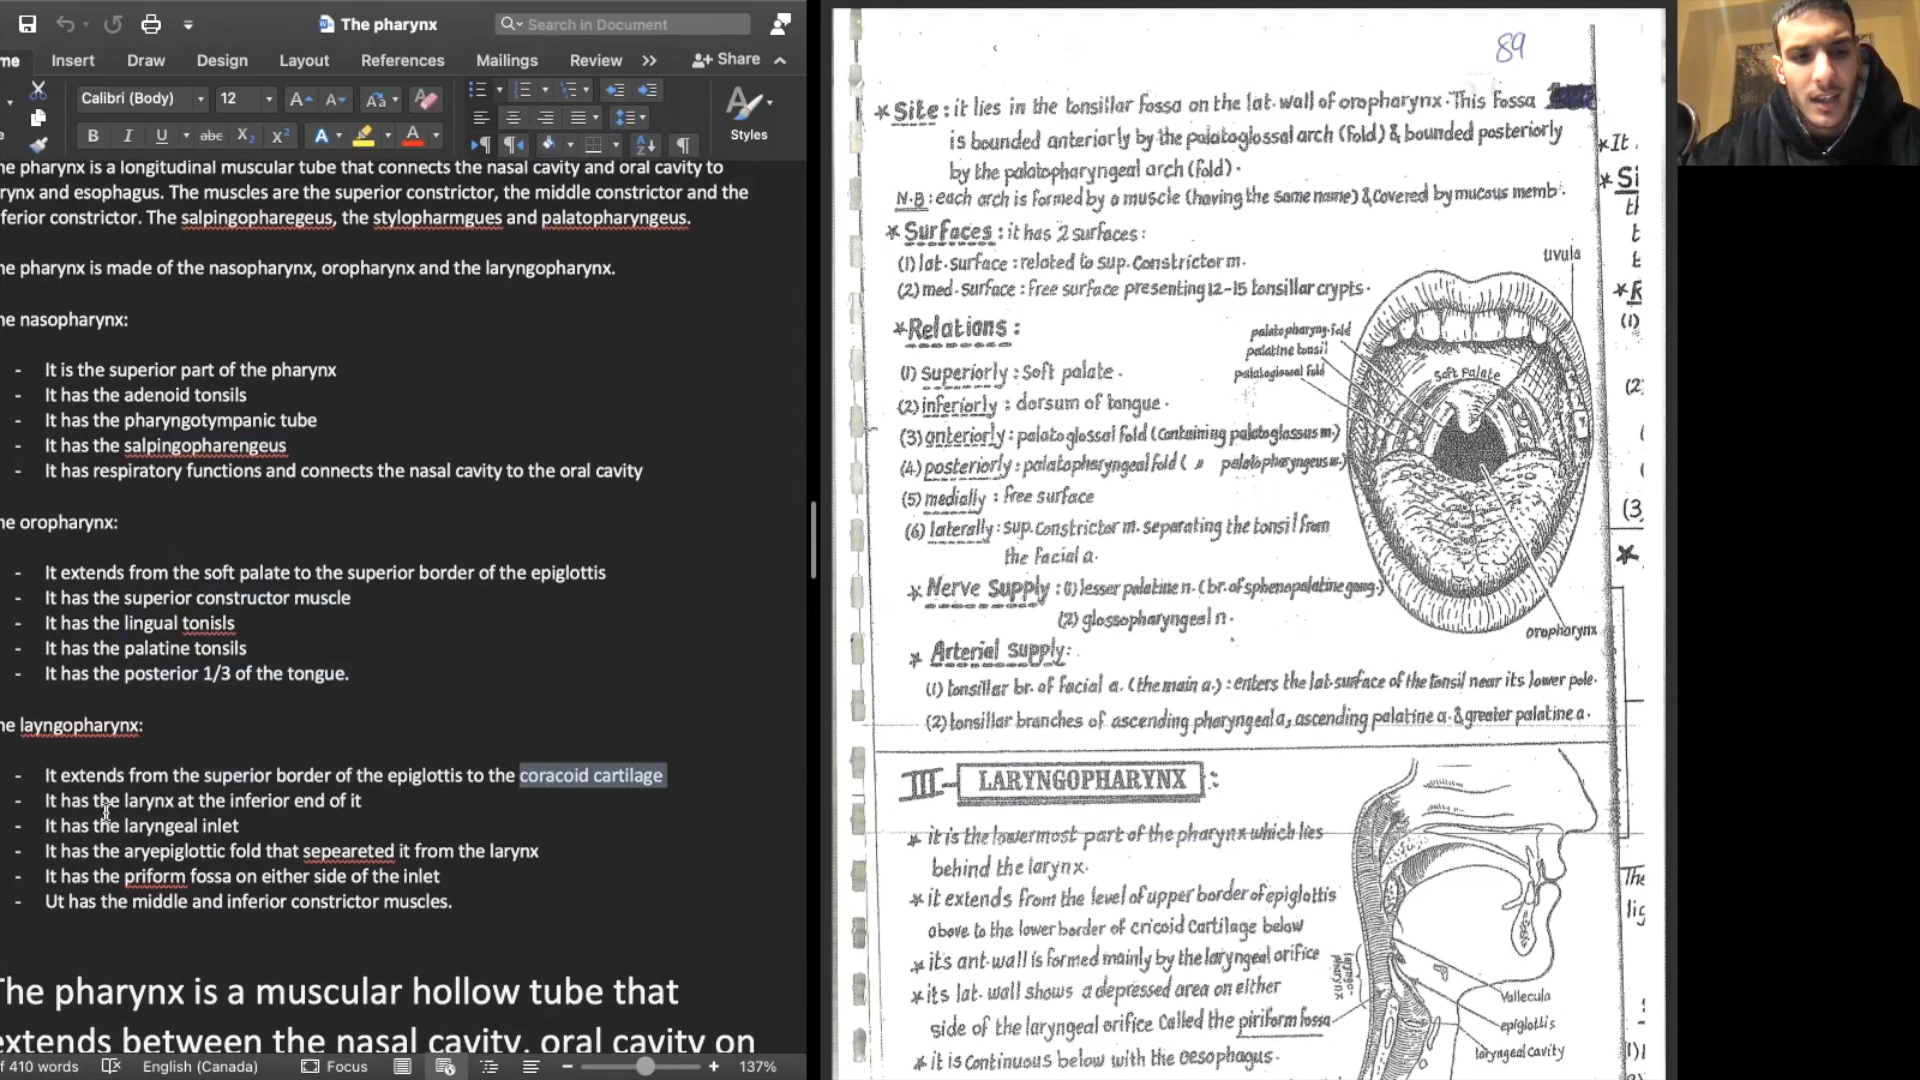 The pharynx
Search in Document
me Insert Draw Design Layout References Mailings Review Share
Calibri (Body) 12
Styles
he pharynx is a longitudinal muscular tube that connects the nasal cavity and oral cavity to
rynx and esophagus. The muscles are the superior constrictor, the middle constrictor and the
ferior constrictor. The salpingopharegeus, the stylopharmgues and palatopharyngeus.
he pharynx is made of the nasopharynx, oropharynx and the laryngopharynx.
he nasopharynx:
- It is the superior part of the pharynx
- It has the adenoid tonsils
- It has the pharyngotympanic tube
- It has the salpingopharengeus
- It has respiratory functions and connects the nasal cavity to the oral cavity
he oropharynx:
- It extends from the soft palate to the superior border of the epiglottis
- It has the superior constructor muscle
- It has the lingual tonisls
- It has the palatine tonsils
- It has the posterior 1/3 of the tongue.
he layngopharynx:
- It extends from the superior border of the epiglottis to the coracoid cartilage
- It has the larynx at the inferior end of it
- It has the laryngeal inlet
- It has the aryepiglottic fold that sepeareted it from the larynx
- It has the priform fossa on either side of the inlet
- Ut has the middle and inferior constrictor muscles.
The pharynx is a muscular hollow tube that
extends between the nasal cavity, oral cavity on
f 410 words English (Canada) Focus 137%
89
* Site : it lies in the tonsillar fossa on the lat. wall of oropharynx. This fossa
is bounded anteriorly by the palatoglossal arch (fold) & bounded posteriorly
by the palatopharyngeal arch (fold).
N.B : each arch is formed by a muscle (having the same name) & covered by mucous memb.
* Surfaces : it has 2 surfaces :
(1) lat. surface : related to sup. constrictor m.
(2) med. surface : free surface presenting 12-15 tonsillar crypts.
* Relations :
(1) superiorly : soft palate.
(2) inferiorly : dorsum of tongue.
(3) anteriorly : palatoglossal fold (containing palatoglossus m.)
(4) posteriorly : palatopharyngeal fold ( " palatopharyngeus m.)
(5) medially : free surface
(6) laterally : sup. constrictor m. separating the tonsil from
the facial a.
* Nerve supply : (1) lesser palatine n. (br. of sphenopalatine gang.)
(2) glossopharyngeal n.
* Arterial supply :
(1) tonsillar br. of facial a. (the main a.) : enters the lat. surface of the tonsil near its lower pole.
(2) tonsillar branches of ascending pharyngeal a, ascending palatine a. & greater palatine a.
uvula
palatopharyng. fold
palatine tonsil
palatoglossal fold
soft palate
oropharynx
III- LARYNGOPHARYNX :
* it is the lowermost part of the pharynx which lies
behind the larynx.
* it extends from the level of upper border of epiglottis
above to the lower border of cricoid cartilage below
* its ant. wall is formed mainly by the laryngeal orifice
* its lat. wall shows a depressed area on either
side of the laryngeal orifice called the piriform fossa
* it is continuous below with the oesophagus.
laryngo-
pharynx
Vallecula
epiglottis
laryngeal cavity
* It
* Si
(1)
(2)
(3)
The